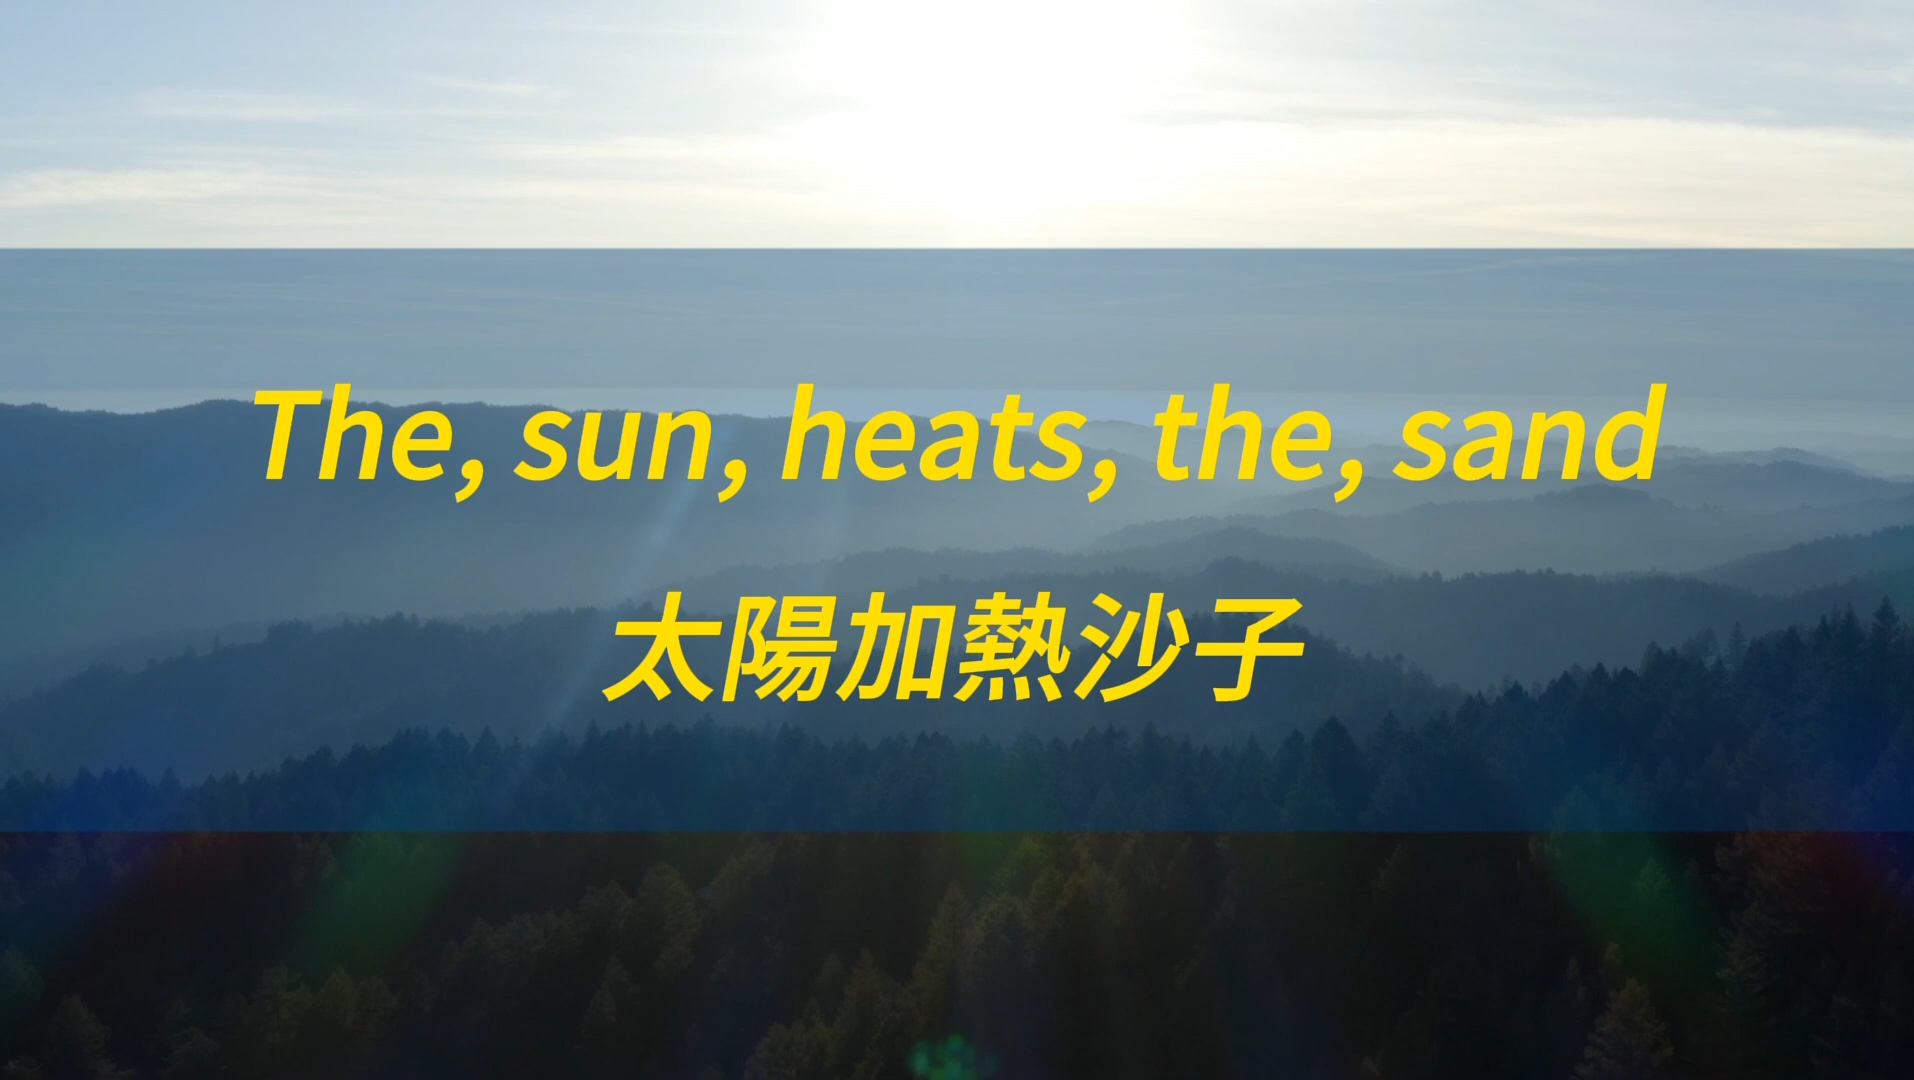 The, sun, heats, the, sand
太陽加熱沙子